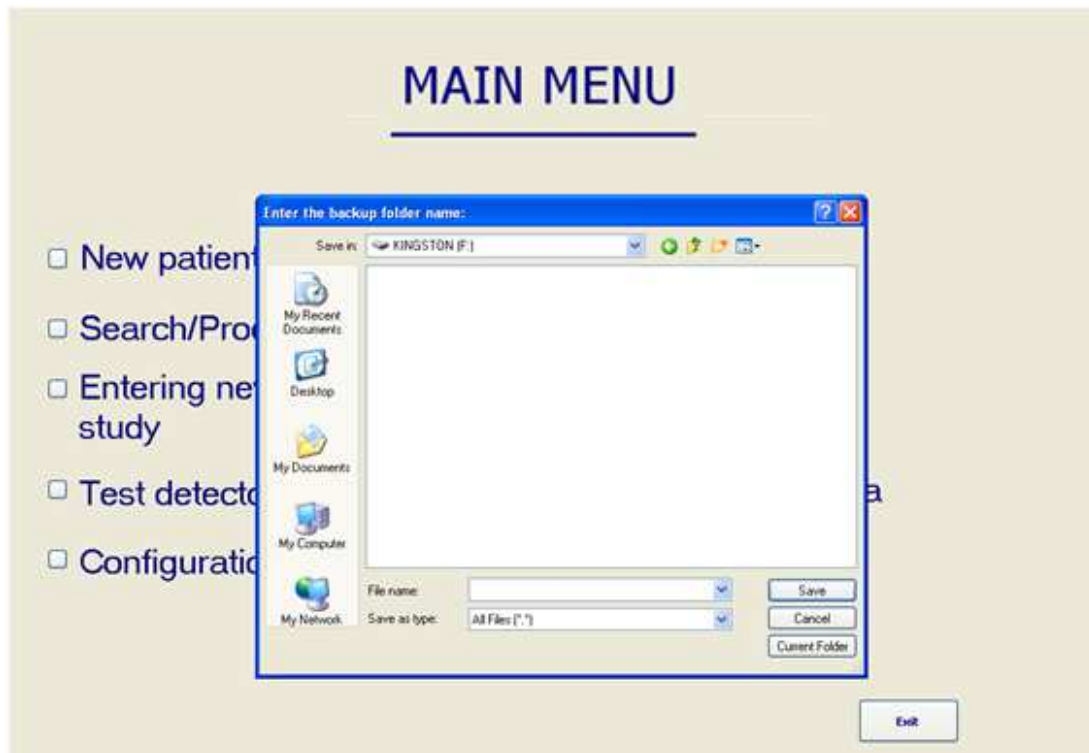 MAIN MENU
Enter the backup folder name:
Save in: KINGSTON (F:)
New patient
Search/Pro
Entering ne
study
Test detecto
a
Configuratio
My Recent
Documents
Desktop
My Documents
My Computer
My Network
File name:
Save as type: All Files (*.*)
Save
Cancel
Current Folder
Exit